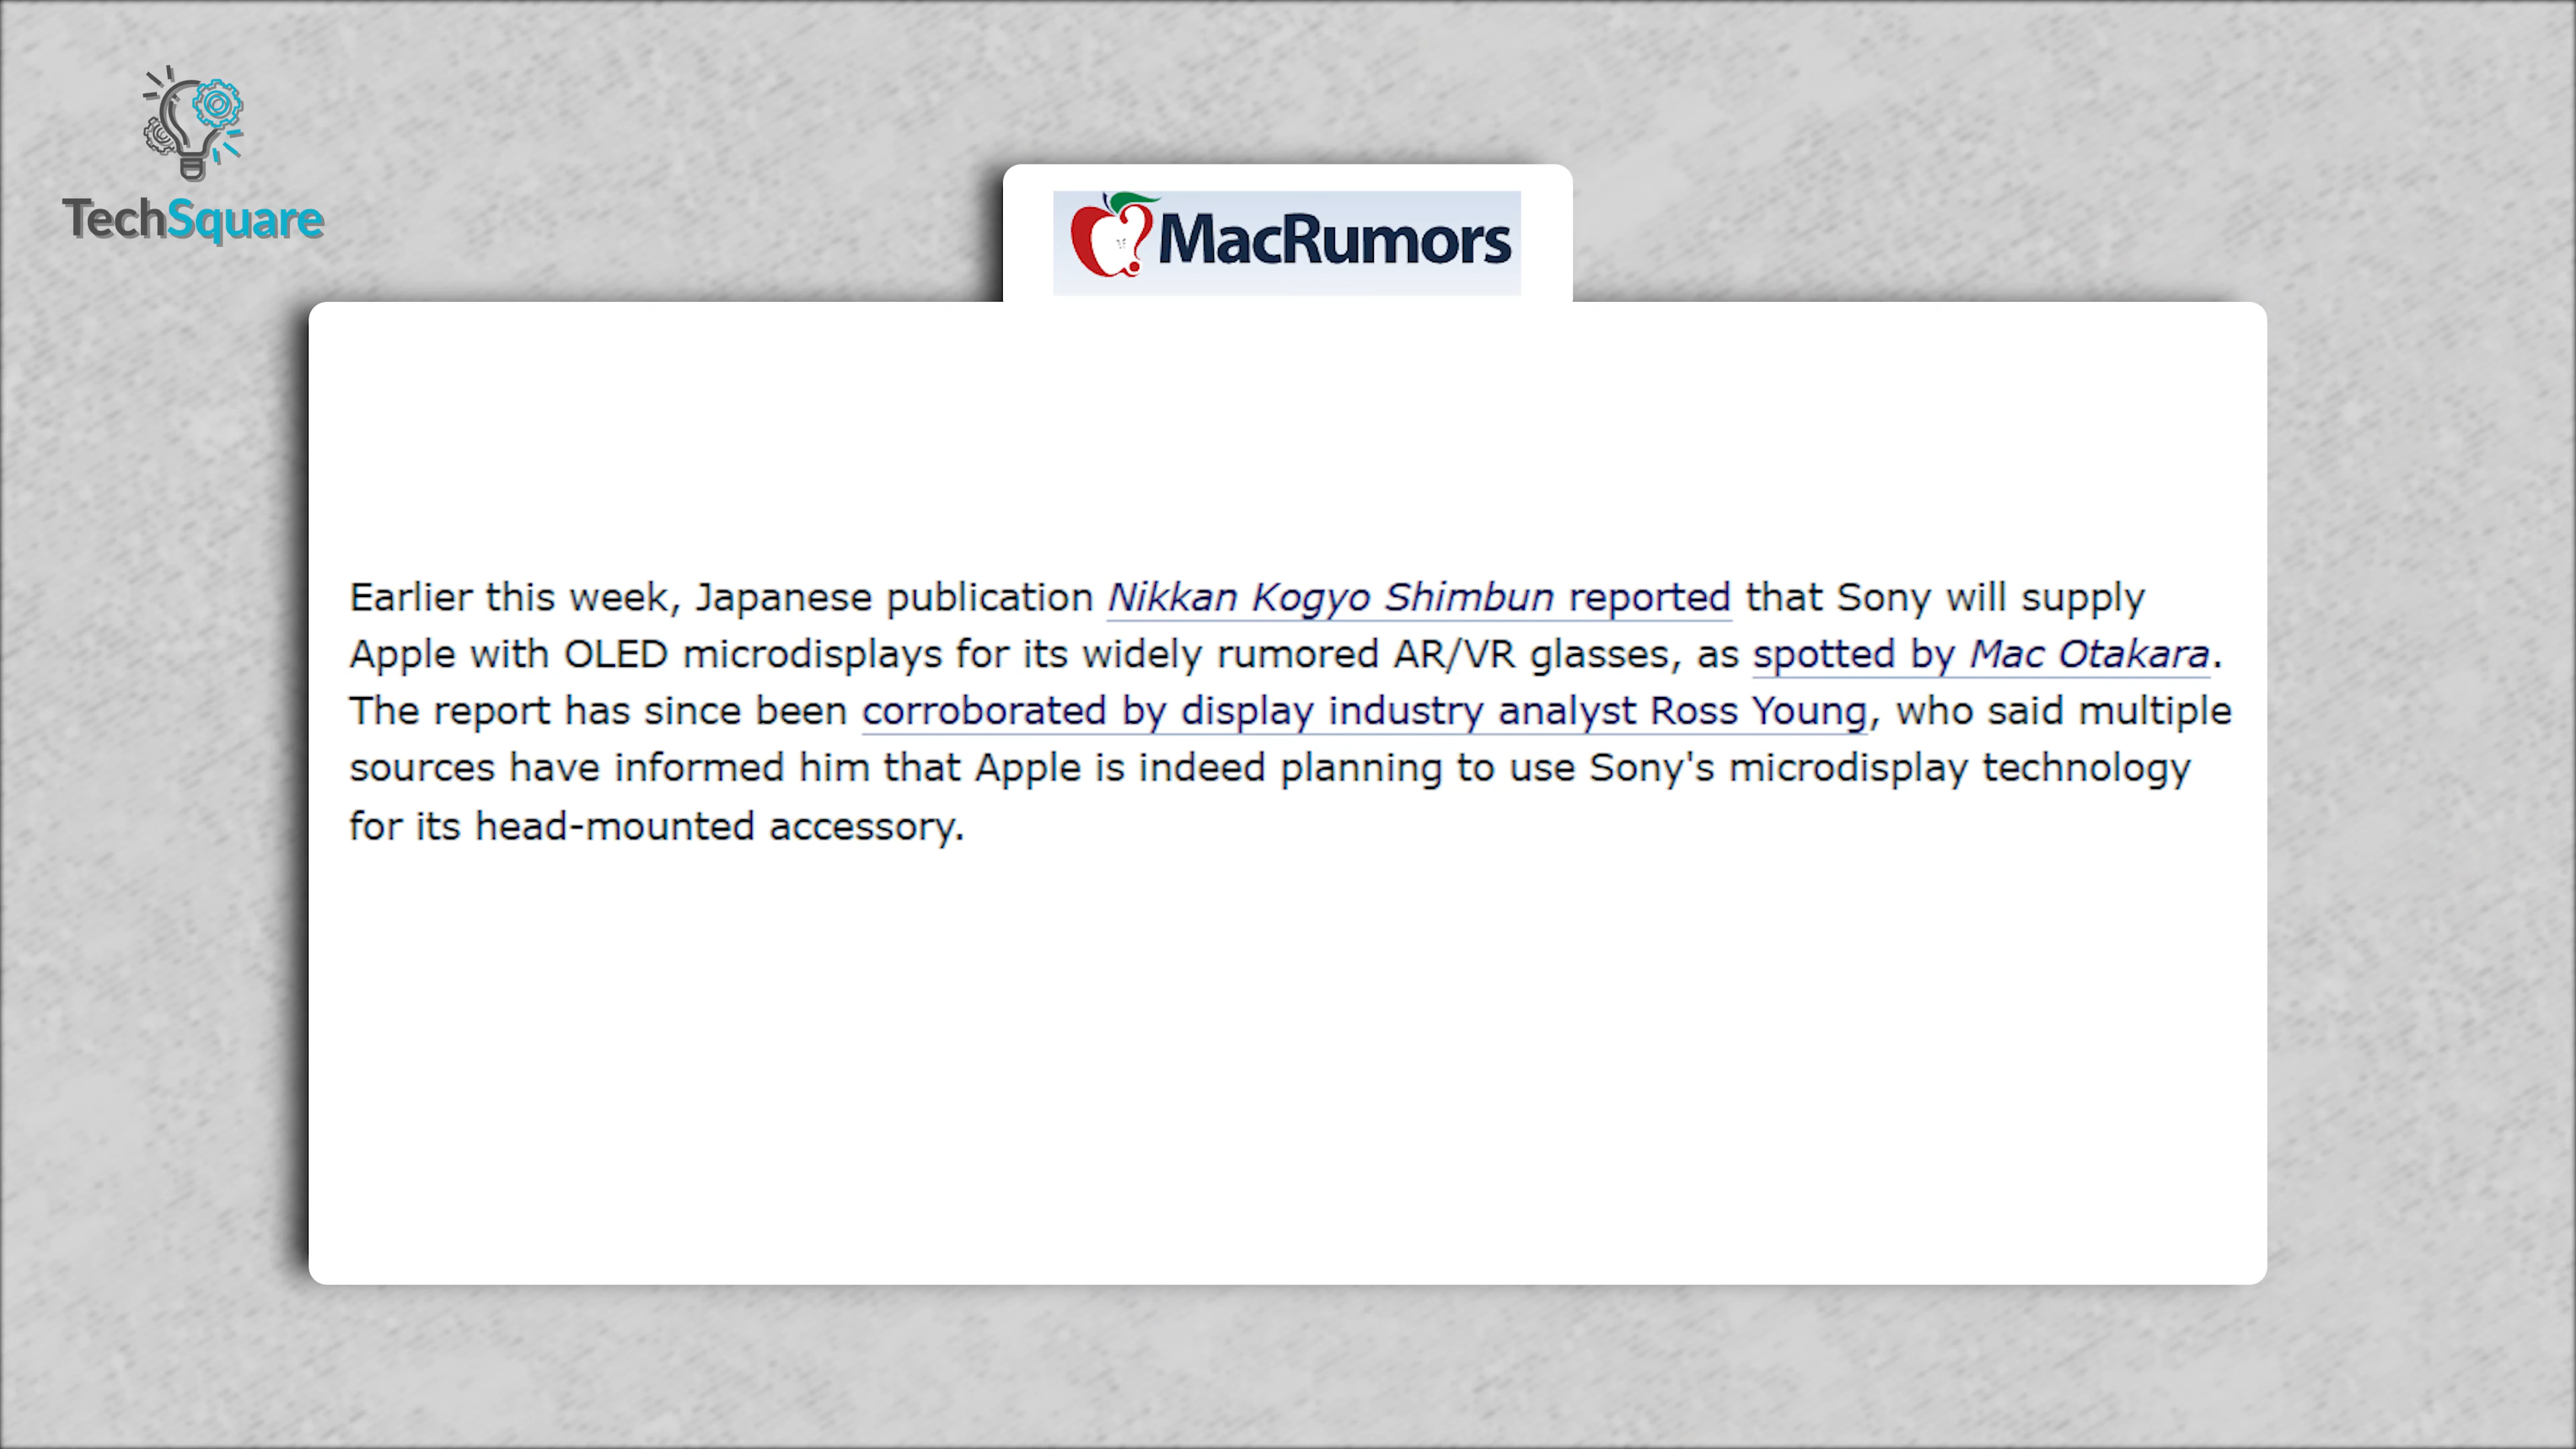 TechSquare
MacRumors
Earlier this week, Japanese publication Nikkan Kogyo Shimbun reported that Sony will supply
Apple with OLED microdisplays for its widely rumored AR/VR glasses, as spotted by Mac Otakara.
The report has since been corroborated by display industry analyst Ross Young, who said multiple
sources have informed him that Apple is indeed planning to use Sony's microdisplay technology
for its head-mounted accessory.